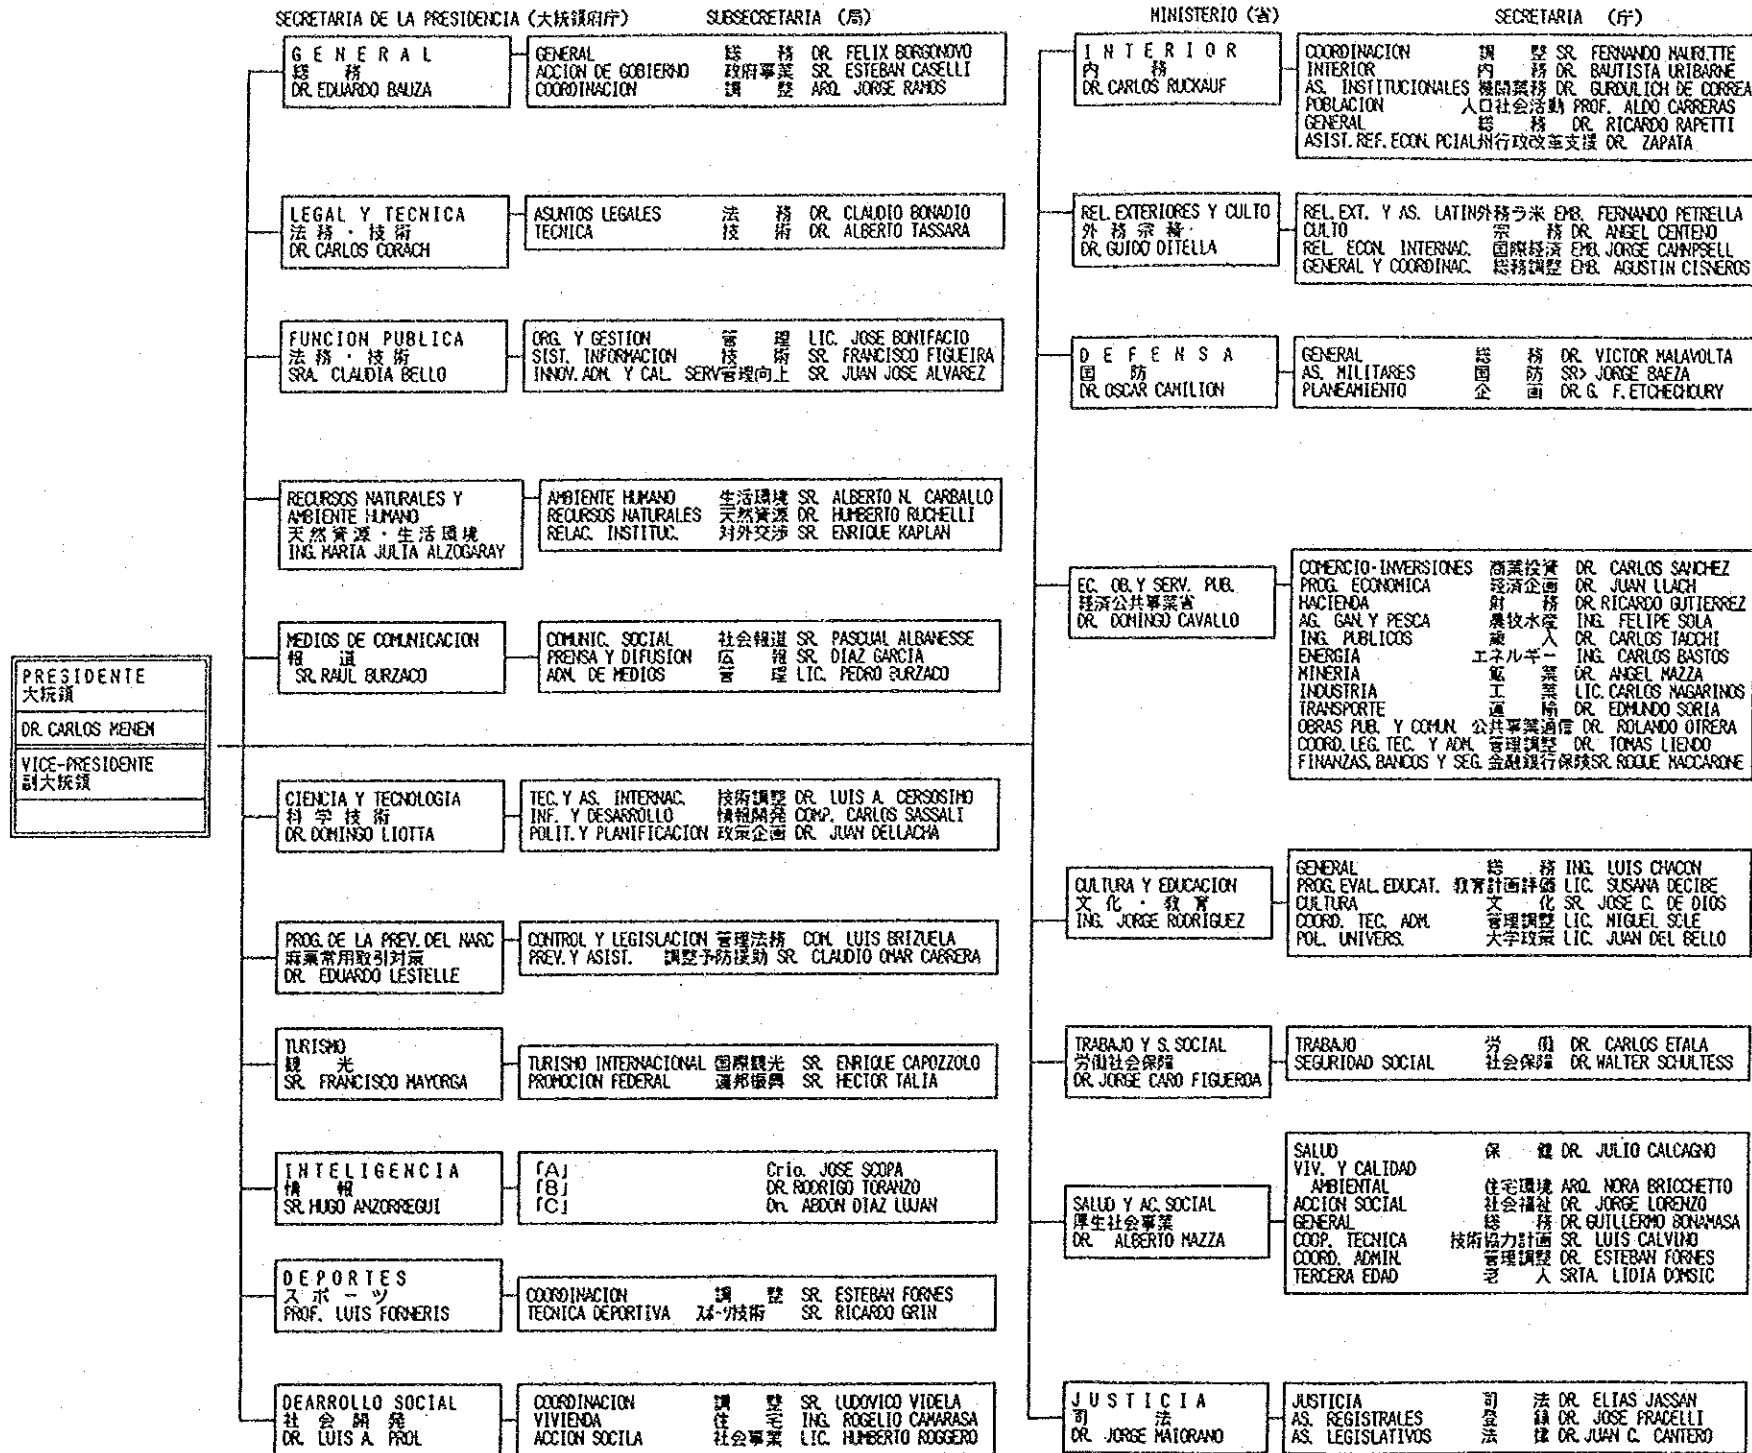 SECRETARIA DE LA PRESIDENCIA (大統領府庁) SUBSECRETARIA (局)
GENERAL
総 務
DR. EDUARDO BAUZA
GENERAL 総 務 DR. FELIX BORGONOVO
ACCION DE GOBIERNO 政府事業 SR. ESTEBAN CASELLI
COORDINACION 調 整 ARQ. JORGE RAMOS
LEGAL Y TECNICA
法務・技術
DR. CARLOS CORACH
ASUNTOS LEGALES 法 務 DR. CLAUDIO BONADIO
TECNICA 技 術 DR. ALBERTO TASSARA
FUNCION PUBLICA
法務・技術
SRA. CLAUDIA BELLO
ORG. Y GESTION 管 理 LIC. JOSE BONIFACIO
SIST. INFORMACION 技 術 SR. FRANCISCO FIGUEIRA
INNOV. ADM. Y CAL. SERV管理向上 SR. JUAN JOSE ALVAREZ
RECURSOS NATURALES Y
AMBIENTE HUMANO
天然資源・生活環境
ING. MARIA JULIA ALZOGARAY
AMBIENTE HUMANO 生活環境 SR. ALBERTO N. CARBALLO
RECURSOS NATURALES 天然資源 DR. HUMBERTO RUCHELLI
RELAC. INSTITUC. 対外交渉 SR. ENRIQUE KAPLAN
MEDIOS DE COMUNICACION
報 道
SR. RAUL BURZACO
COMUNIC. SOCIAL 社会報道 SR. PASCUAL ALBANESSE
PRENSA Y DIFUSION 広 報 SR. DIAZ GARCIA
ADM. DE MEDIOS 管 理 LIC. PEDRO BURZACO
PRESIDENTE
大統領
DR. CARLOS MENEM
VICE-PRESIDENTE
副大統領
CIENCIA Y TECNOLOGIA
科学技術
DR. DOMINGO LIOTTA
TEC. Y AS. INTERNAC. 技術調整 DR. LUIS A. CERSOSIMO
INF. Y DESARROLLO 情報開発 COMP. CARLOS SASSALI
POLIT. Y PLANIFICACION 政策企画 DR. JUAN DELLACHA
PROG. DE LA PREV. DEL NARC
麻薬常用取引対策
DR. EDUARDO LESTELLE
CONTROL Y LEGISLACION 管理法務 COM. LUIS BRIZUELA
PREV. Y ASIST. 調整予防援助 SR. CLAUDIO OMAR CABRERA
TURISMO
観 光
SR. FRANCISCO MAYORGA
TURISMO INTERNACIONAL 国際観光 SR. ENRIQUE CAPOZZOLO
PROMOCION FEDERAL 連邦振興 SR. HECTOR TALIA
INTELIGENCIA
情 報
SR. HUGO ANZORREGUI
「A」 Crio. JOSE SCOPA
「B」 DR. RODRIGO TORANZO
「C」 Dn. ABDON DIAZ LUJAN
DEPORTES
スポーツ
PROF. LUIS FORNERIS
COORDINACION 調 整 SR. ESTEBAN FORNES
TECNICA DEPORTIVA スポーツ技術 SR. RICARDO GRIN
DEARROLLO SOCIAL
社会開発
DR. LUIS A. PROL
COORDINACION 調 整 SR. LUDOVICO VIDELA
VIVIENDA 住 宅 ING. ROGELIO CAMARASA
ACCION SOCILA 社会事業 LIC. HUMBERTO ROGGERO
MINISTERIO (省) SECRETARIA (庁)
INTERIOR
内 務
DR. CARLOS RUCKAUF
COORDINACION 調 整 SR. FERNANDO MAURETTE
INTERIOR 内 務 DR. BAUTISTA URIBARNE
AS. INSTITUCIONALES 機関業務 DR. GURDULICH DE CORREA
POBLACION 人口社会活動 PROF. ALDO CARRERAS
GENERAL 総 務 DR. RICARDO RAPETTI
ASIST. REF. ECON. PCIAL州行政改革支援 DR. ZAPATA
REL. EXTERIORES Y CULTO
外務宗務
DR. GUIDO DITELLA
REL. EXT. Y AS. LATIN外務ラ米 EMB. FERNANDO PETRELLA
CULTO 宗 務 DR. ANGEL CENTENO
REL. ECON. INTERNAC. 国際経済 EMB. JORGE CAMNPSELL
GENERAL Y COORDINAC. 総務調整 EMB. AGUSTIN CISNEROS
DEFENSA
国 防
DR. OSCAR CAMILION
GENERAL 総 務 DR. VICTOR MALAVOLTA
AS. MILITARES 国 防 SR> JORGE BAEZA
PLANEAMIENTO 企 画 DR. G. F. ETCHECHOURY
EC. OB. Y SERV. PUB.
経済公共事業省
DR. DOMINGO CAVALLO
COMERCIO-INVERSIONES 商業投資 DR. CARLOS SANCHEZ
PROG. ECONOMICA 経済企画 DR. JUAN LLACH
HACIENDA 財 務 DR. RICARDO GUTIERREZ
AG. GAN. Y PESCA 農牧水産 ING. FELIPE SOLA
ING. PUBLICOS 歳 入 DR. CARLOS TACCHI
ENERGIA エネルギー ING. CARLOS BASTOS
MINERIA 鉱 業 DR. ANGEL MAZZA
INDUSTRIA 工 業 LIC. CARLOS MAGARINOS
TRANSPORTE 運 輸 DR. EDMUNDO SORIA
OBRAS PUB. Y COMUN. 公共事業通信 DR. ROLANDO OTRERA
COORD. LEG. TEC. Y ADM. 管理調整 DR. TOMAS LIENDO
FINANZAS, BANCOS Y SEG. 金融銀行保険SR. ROQUE MACCARONE
CULTURA Y EDUCACION
文化・教育
ING. JORGE RODRIGUEZ
GENERAL 総 務 ING. LUIS CHACON
PROG. EVAL. EDUCAT. 教育計画評価 LIC. SUSANA DECIBE
CULTURA 文 化 SR. JOSE C. DE DIOS
COORD. TEC. ADM. 管理調整 LIC. MIGUEL SOLE
POL. UNIVERS. 大学政策 LIC. JUAN DEL BELLO
TRABAJO Y S. SOCIAL
労働社会保障
DR. JORGE CARO FIGUEROA
TRABAJO 労 働 DR. CARLOS ETALA
SEGURIDAD SOCIAL 社会保障 DR. WALTER SCHULTESS
SALUD Y AC. SOCIAL
厚生社会事業
DR. ALBERTO MAZZA
SALUD 保 健 DR. JULIO CALCAGNO
VIV. Y CALIDAD
AMBIENTAL 住宅環境 ARQ. NORA BRICCHETTO
ACCION SOCIAL 社会福祉 DR. JORGE LORENZO
GENERAL 総 務 DR. GUILLERMO BONAMASA
COOP. TECNICA 技術協力計画 SR. LUIS CALVINO
COORD. ADMIN. 管理調整 DR. ESTEBAN FORNES
TERCERA EDAD 老 人 SRTA. LIDIA DOMSIC
JUSTICIA
司 法
DR. JORGE MAIORANO
JUSTICIA 司 法 DR. ELIAS JASSAN
AS. REGISTRALES 登 録 DR. JOSE FRACELLI
AS. LEGISLATIVOS 法 律 DR. JUAN C. CANTERO